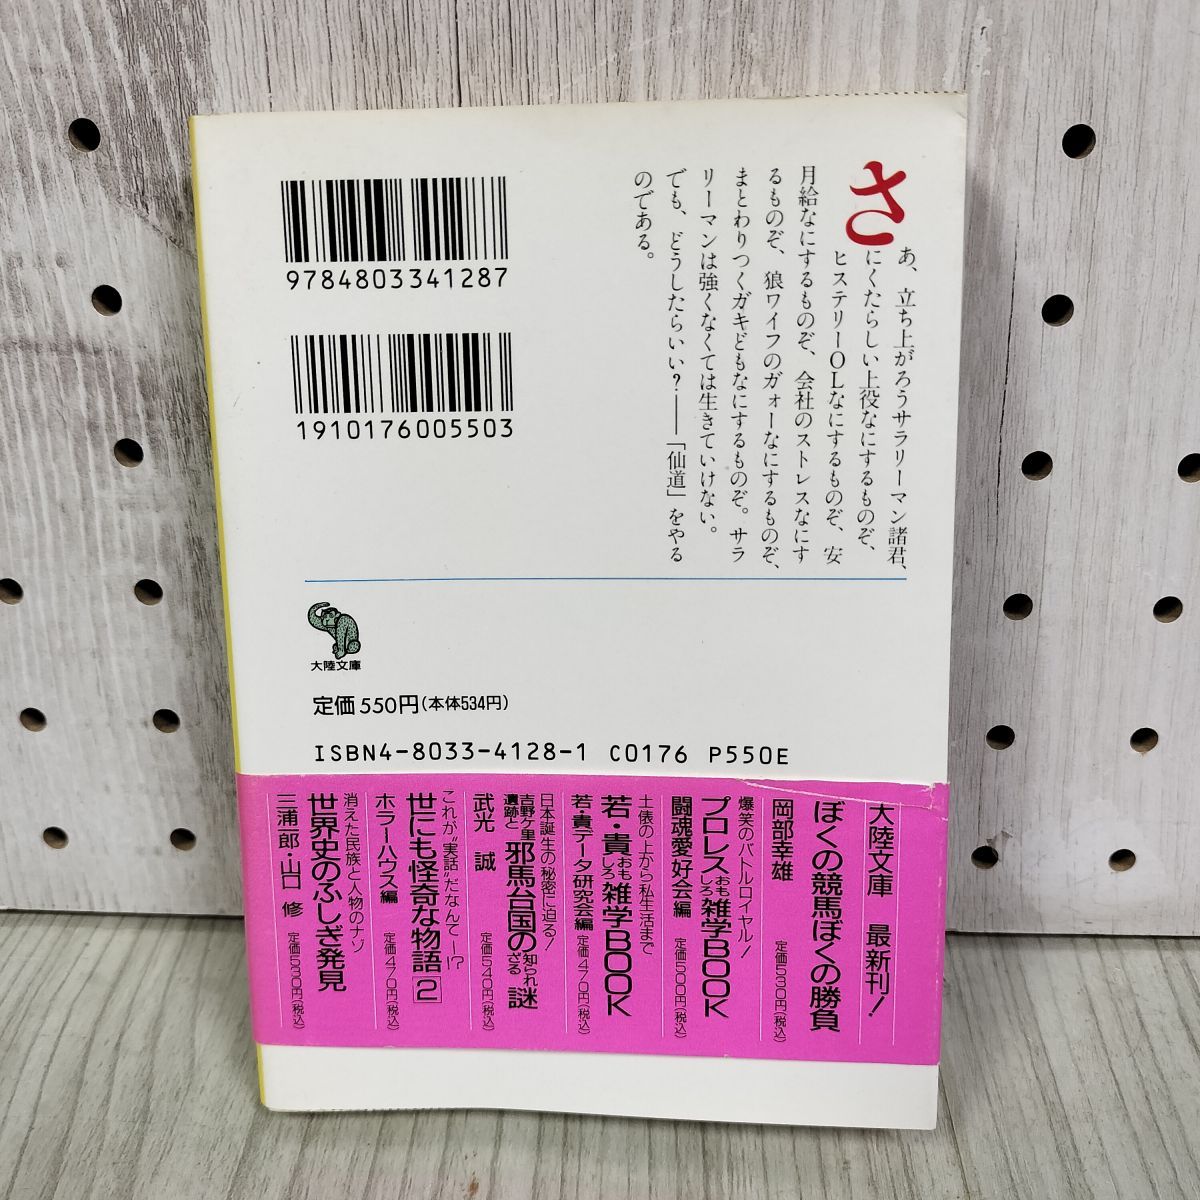 さ
あ、立ち上がろうサラリーマン諸君、
にくたらしい上役なにするものぞ、
ヒステリーOLなにするものぞ、安
月給なにするものぞ、会社のストレスなにす
るものぞ、狼ワイフのガォーなにするものぞ、
まとわりつくガキどもなにするものぞ。サラ
リーマンは強くなくては生きていけない。
でも、どうしたらいい?――「仙道」をやる
のである。
9784803341287
1910176005503
大陸文庫
定価550円(本体534円)
ISBN4-8033-4128-1 C0176 P550E
大陸文庫 最新刊!
ぼくの競馬ぼくの勝負
岡部幸雄 定価530円(税込)
爆笑のバトルロイヤル!
プロレスおもしろ雑学BOOK
闘魂愛好会編 定価500円(税込)
土俵の上から私生活まで
若・貴おもしろ雑学BOOK
若・貴データ研究会編 定価470円(税込)
日本誕生の秘密に迫る!
吉野ケ里遺跡と邪馬台国の知られざる謎
武光 誠 定価540円(税込)
これが"実話"だなんてー!?
世にも怪奇な物語2
ホラーハウス編 定価470円(税込)
消えた民族と人物のナゾ
世界史のふしぎ発見
三浦一郎・山口 修 定価530円(税込)